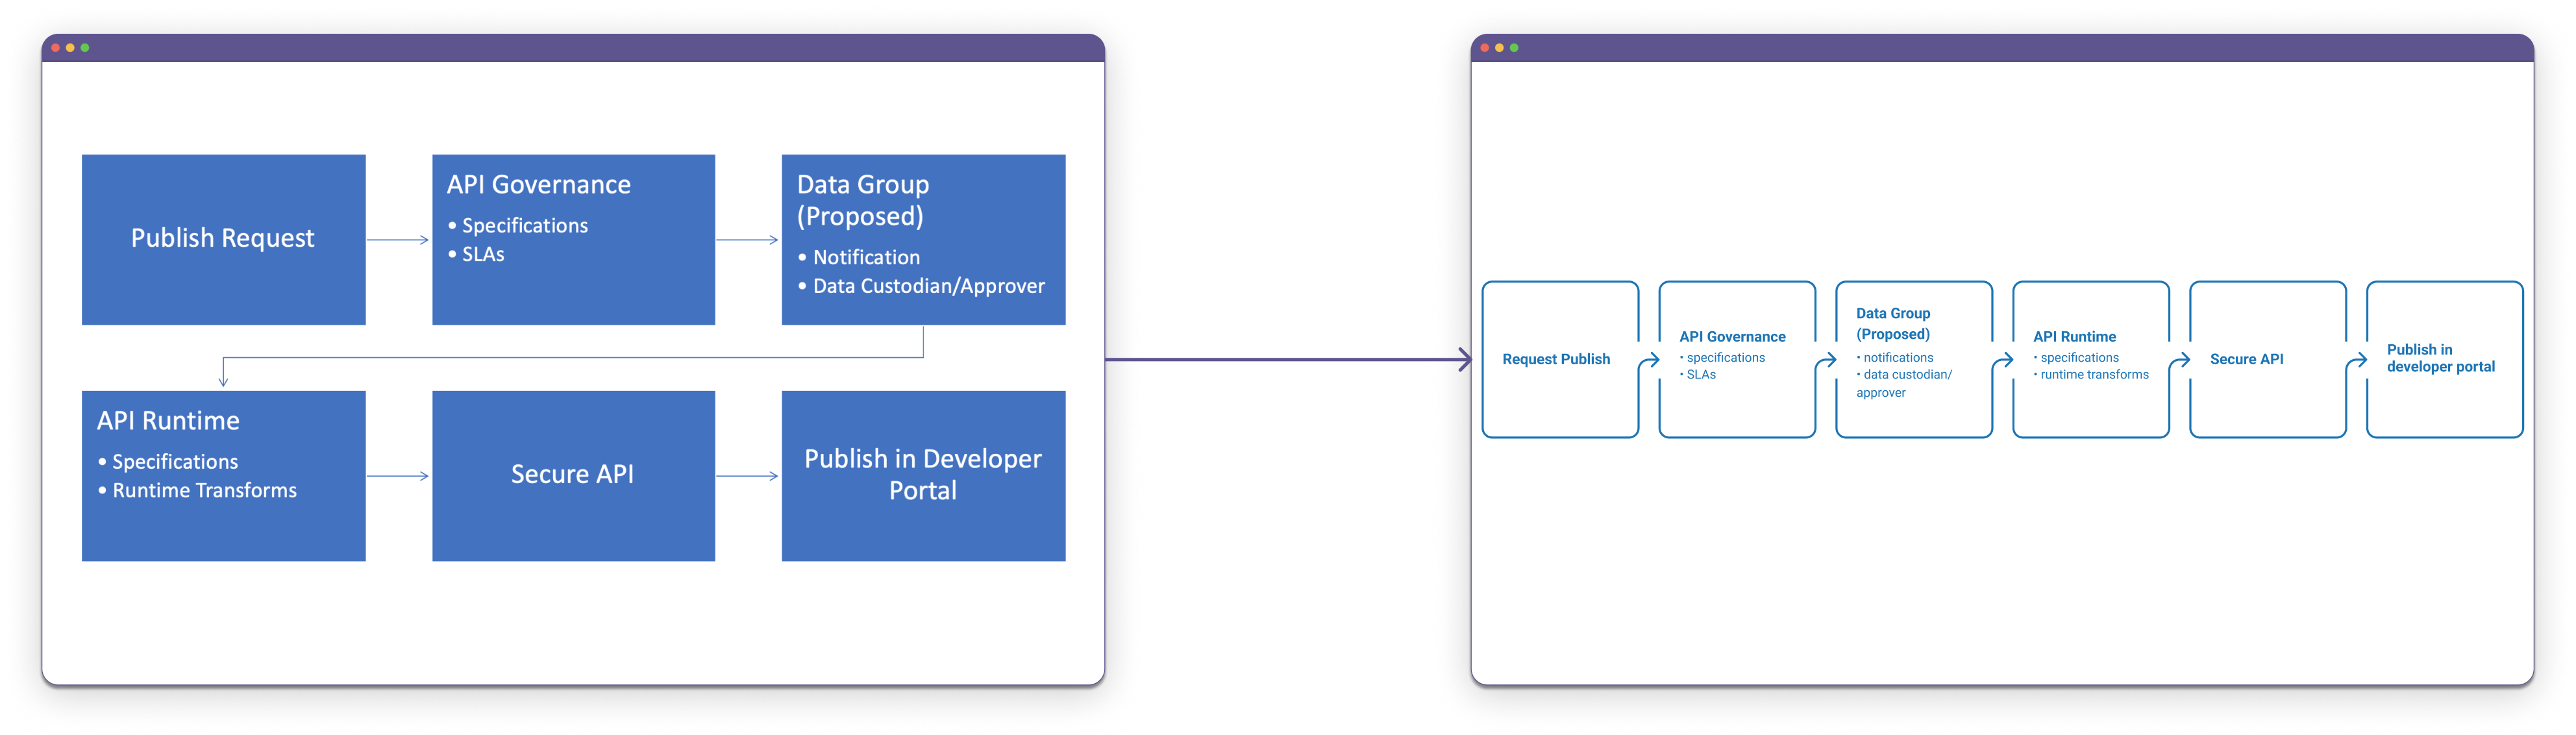 Publish Request
API Governance
• Specifications
• SLAs
Data Group
(Proposed)
• Notification
• Data Custodian/Approver
API Runtime
• Specifications
• Runtime Transforms
Secure API
Publish in Developer
Portal
Request Publish
API Governance
• specifications
• SLAs
Data Group
(Proposed)
• notifications
• data custodian/
approver
API Runtime
• specifications
• runtime transforms
Secure API
Publish in
developer portal